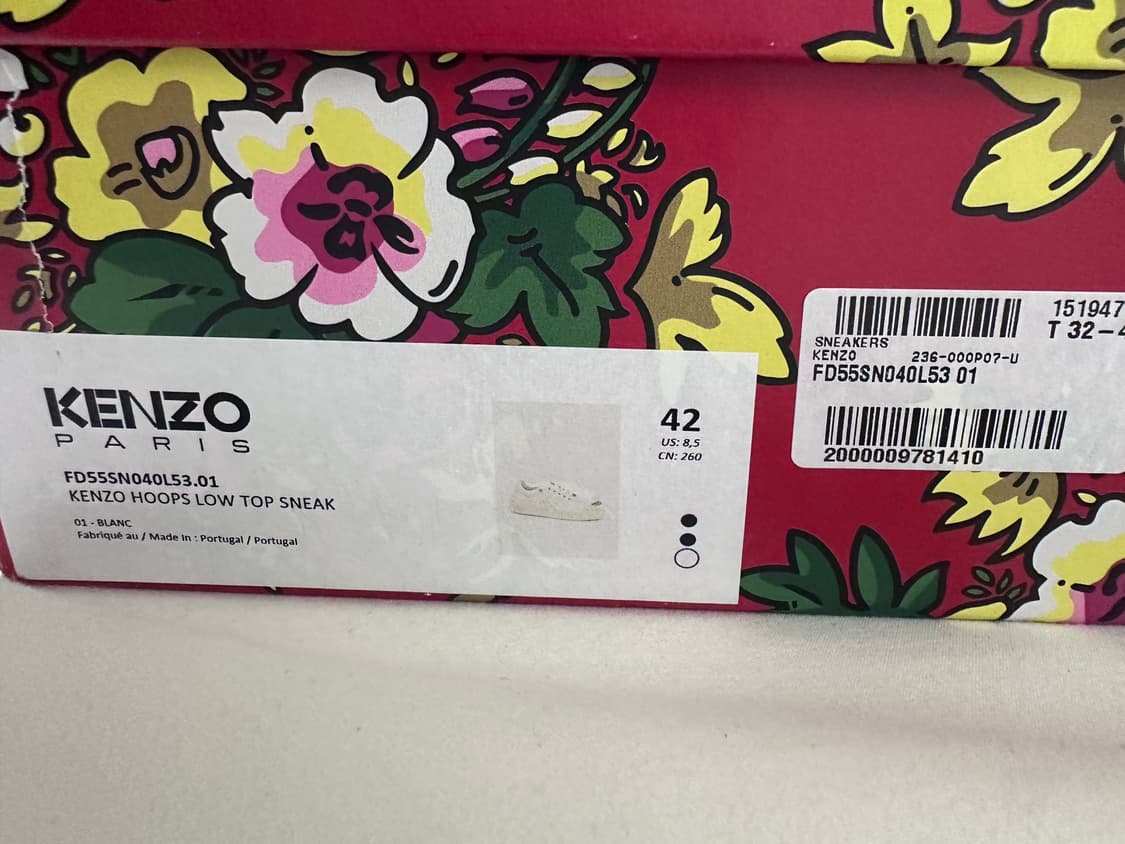 KENZO
PARIS
FD55SN040L53.01
KENZO HOOPS LOW TOP SNEAK
01 - BLANC
Fabriqué au / Made In : Portugal / Portugal
42
US: 8,5
CN: 260
151947
T 32-4
SNEAKERS
KENZO 236-000P07-U
FD55SN040L53 01
2000009781410